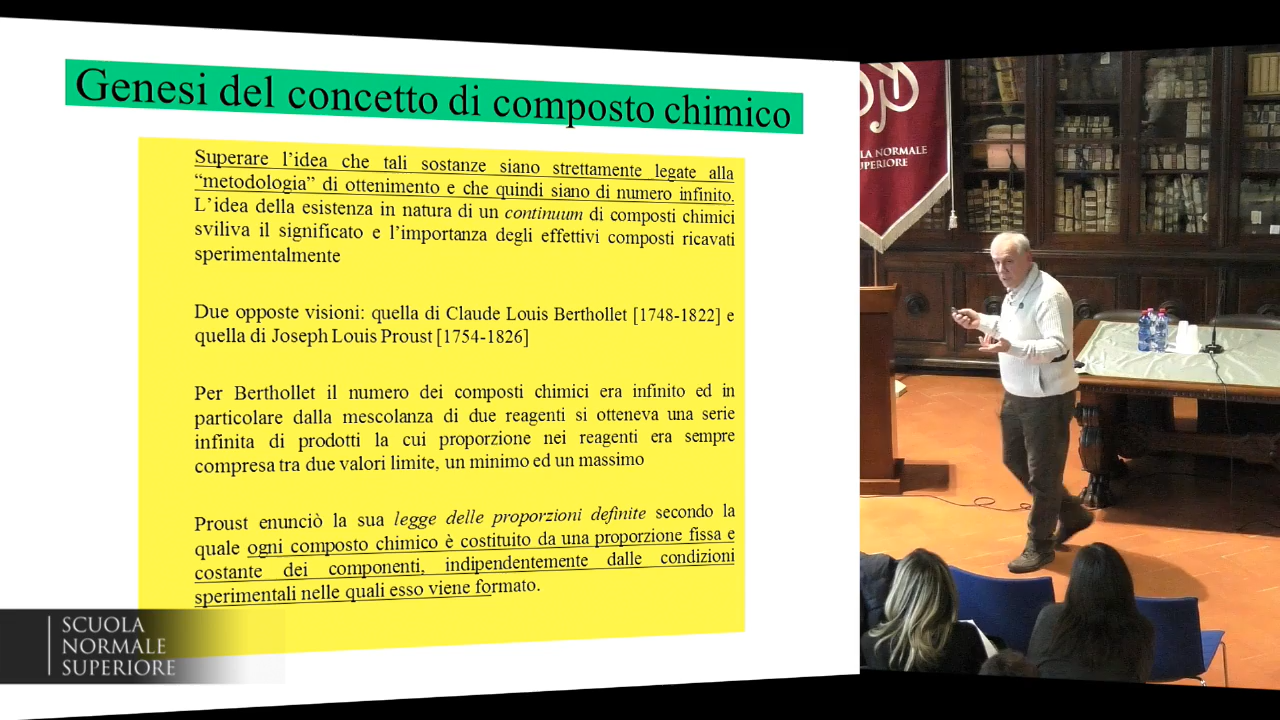 Genesi del concetto di composto chimico
Superare l’idea che tali sostanze siano strettamente legate alla
“metodologia” di ottenimento e che quindi siano di numero infinito.
L’idea della esistenza in natura di un continuum di composti chimici
sviliva il significato e l’importanza degli effettivi composti ricavati
sperimentalmente
Due opposte visioni: quella di Claude Louis Berthollet [1748-1822] e
quella di Joseph Louis Proust [1754-1826]
Per Berthollet il numero dei composti chimici era infinito ed in
particolare dalla mescolanza di due reagenti si otteneva una serie
infinita di prodotti la cui proporzione nei reagenti era sempre
compresa tra due valori limite, un minimo ed un massimo
Proust enunciò la sua legge delle proporzioni definite secondo la
quale ogni composto chimico è costituito da una proporzione fissa e
costante dei componenti, indipendentemente dalle condizioni
sperimentali nelle quali esso viene formato.
SCUOLA
NORMALE
SUPERIORE
NORMALE